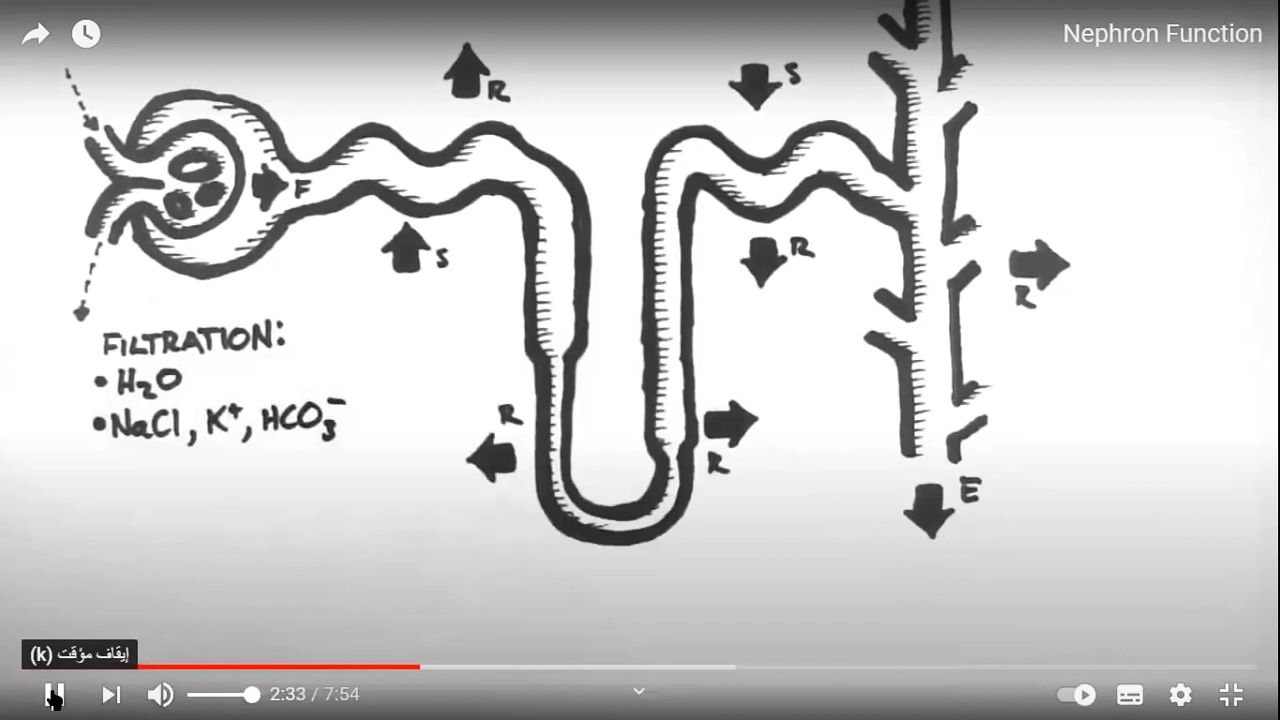 Nephron Function
R
S
F
S
R
R
FILTRATION:
• H₂O
• NaCl, K⁺, HCO₃⁻
R
R
E
إيقاف مؤقت (k)
2:33 / 7:54